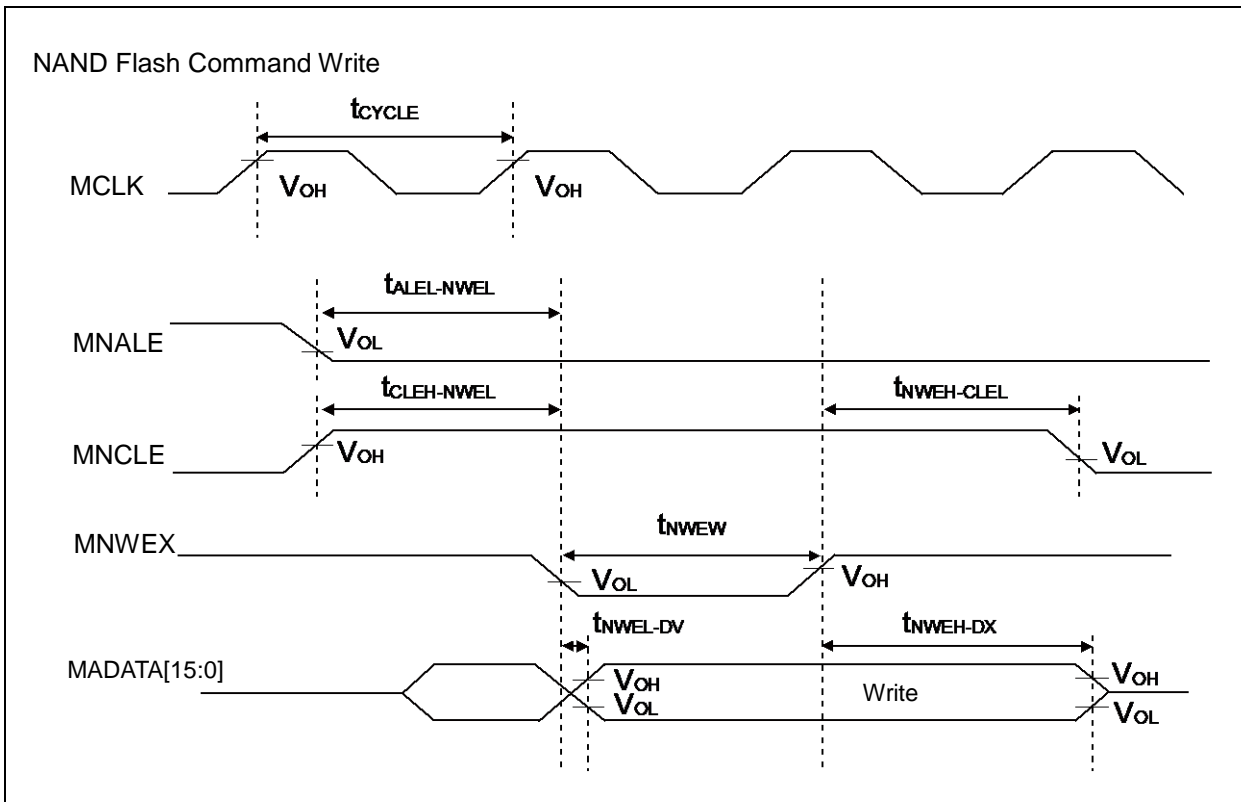 NAND Flash Command Write
tCYCLE
MCLK
VOH
VOH
tALEL-NWEL
MNALE
VOL
tCLEH-NWEL
tNWEH-CLEL
MNCLE
VOH
VOL
tNWEW
MNWEX
VOL
VOH
tNWEL-DV
tNWEH-DX
MADATA[15:0]
VOH
Write
VOH
VOL
VOL